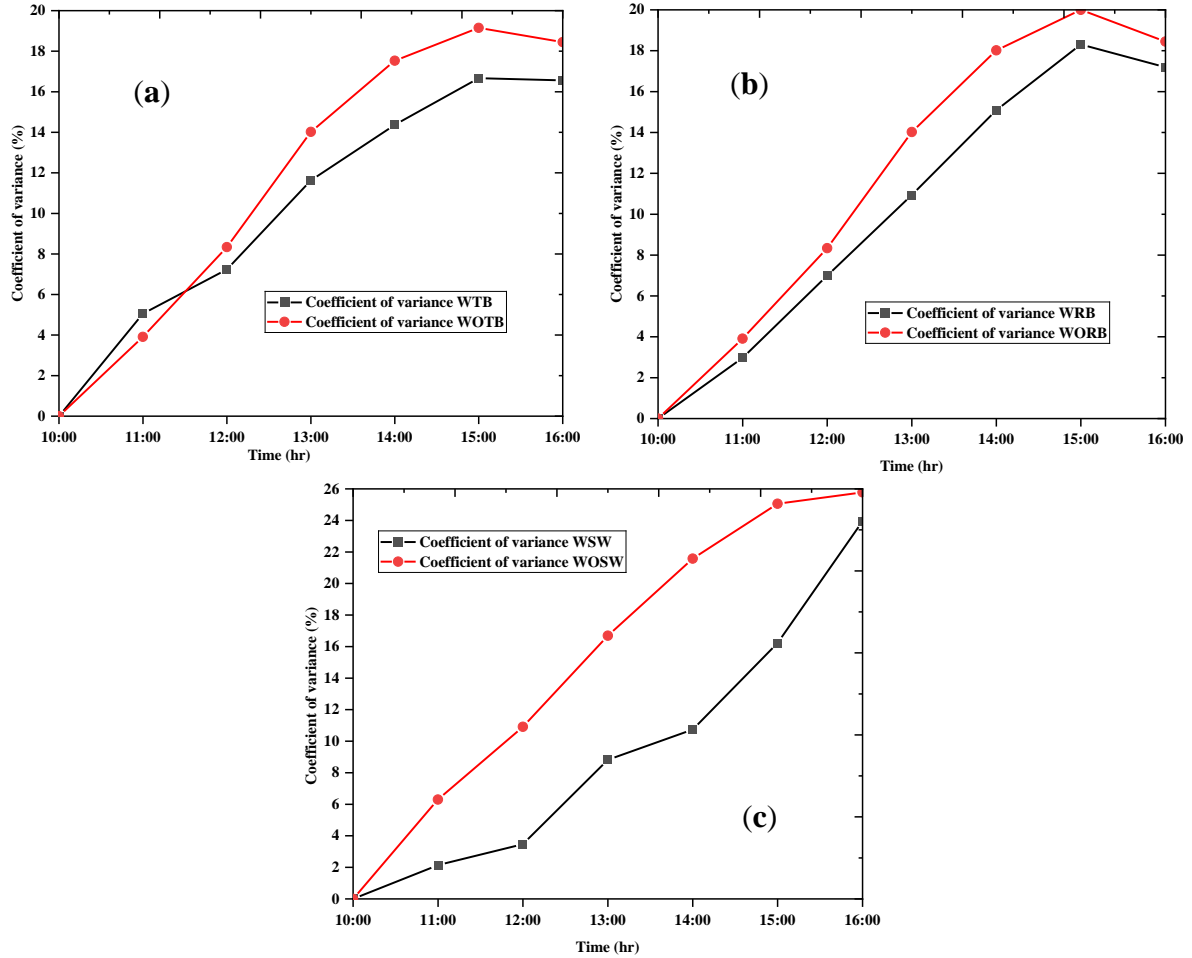 20
18
16
14
12
10
8
6
4
2
0
Coefficient of variance (%)
(a)
Coefficient of variance WTB
Coefficient of variance WOTB
10:00 11:00 12:00 13:00 14:00 15:00 16:00
Time (hr)
20
18
16
14
12
10
8
6
4
2
0
Coefficient of variance (%)
(b)
Coefficient of variance WRB
Coefficient of variance WORB
10:00 11:00 12:00 13:00 14:00 15:00 16:00
Time (hr)
26
24
22
20
18
16
14
12
10
8
6
4
2
0
Coefficient of variance (%)
Coefficient of variance WSW
Coefficient of variance WOSW
(c)
10:00 11:00 12:00 13:00 14:00 15:00 16:00
Time (hr)